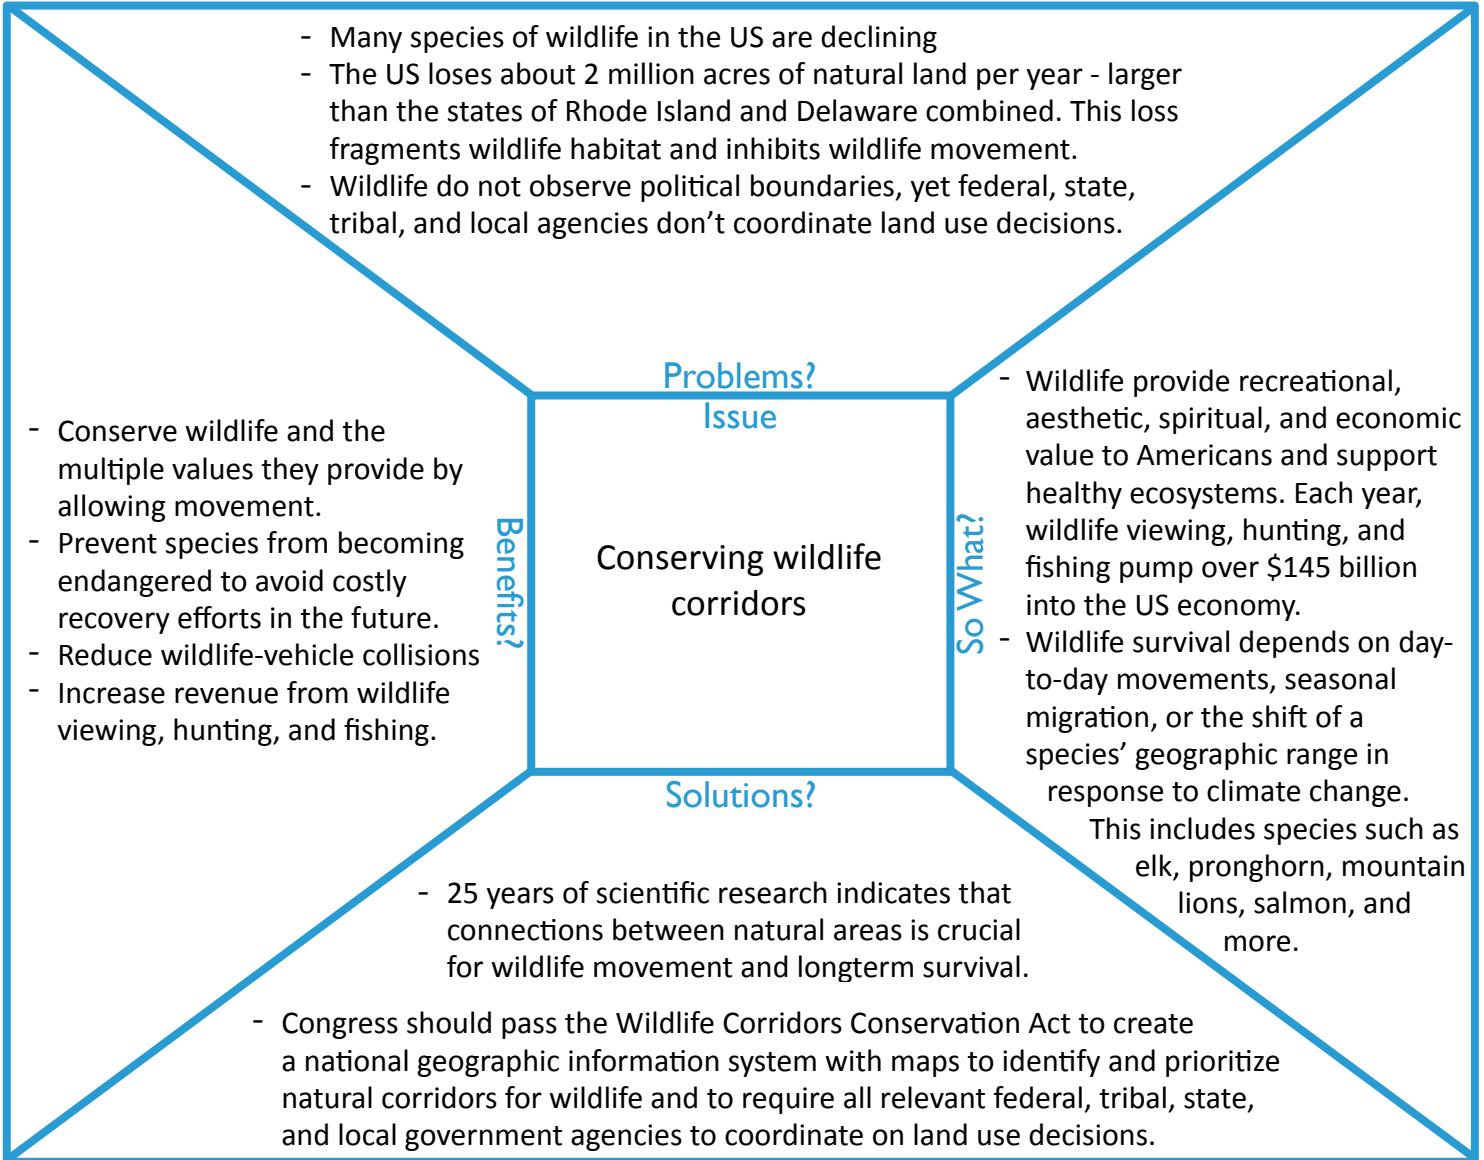 - Many species of wildlife in the US are declining
- The US loses about 2 million acres of natural land per year - larger
than the states of Rhode Island and Delaware combined. This loss
fragments wildlife habitat and inhibits wildlife movement.
- Wildlife do not observe political boundaries, yet federal, state,
tribal, and local agencies don’t coordinate land use decisions.
Problems?
Issue
Conserving wildlife
corridors
Benefits?
- Conserve wildlife and the
multiple values they provide by
allowing movement.
- Prevent species from becoming
endangered to avoid costly
recovery efforts in the future.
- Reduce wildlife-vehicle collisions
- Increase revenue from wildlife
viewing, hunting, and fishing.
So What?
- Wildlife provide recreational,
aesthetic, spiritual, and economic
value to Americans and support
healthy ecosystems. Each year,
wildlife viewing, hunting, and
fishing pump over $145 billion
into the US economy.
- Wildlife survival depends on day-
to-day movements, seasonal
migration, or the shift of a
species’ geographic range in
response to climate change.
This includes species such as
elk, pronghorn, mountain
lions, salmon, and
more.
Solutions?
- 25 years of scientific research indicates that
connections between natural areas is crucial
for wildlife movement and longterm survival.
- Congress should pass the Wildlife Corridors Conservation Act to create
a national geographic information system with maps to identify and prioritize
natural corridors for wildlife and to require all relevant federal, tribal, state,
and local government agencies to coordinate on land use decisions.